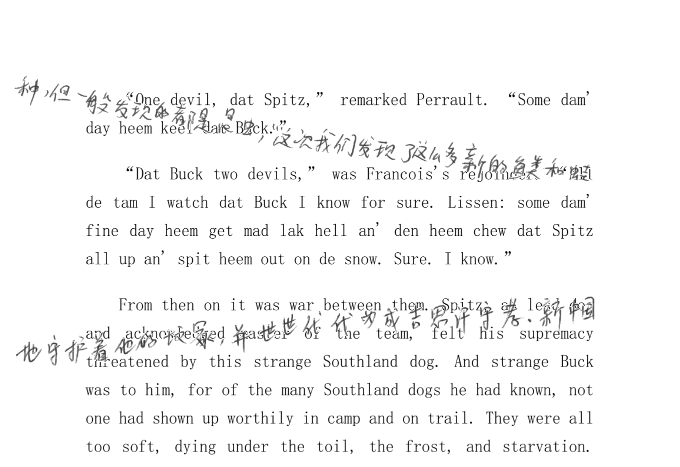 种,但一般发现的都是
“One devil, dat Spitz,” remarked Perrault. “Some dam'
day heem keel dat Buck.”
,这次我们发现了这么多新的鱼类和
“Dat Buck two devils,” was Francois's rejoinder. “All
de tam I watch dat Buck I know for sure. Lissen: some dam'
fine day heem get mad lak hell an' den heem chew dat Spitz
all up an' spit heem out on de snow. Sure. I know.”
From then on it was war between them. Spitz, as lead-dog
and acknowledged master of the team, felt his supremacy
地守护着他的陵寝,并世世代代为成吉思汗守孝。新中国
threatened by this strange Southland dog. And strange Buck
was to him, for of the many Southland dogs he had known, not
one had shown up worthily in camp and on trail. They were all
too soft, dying under the toil, the frost, and starvation.